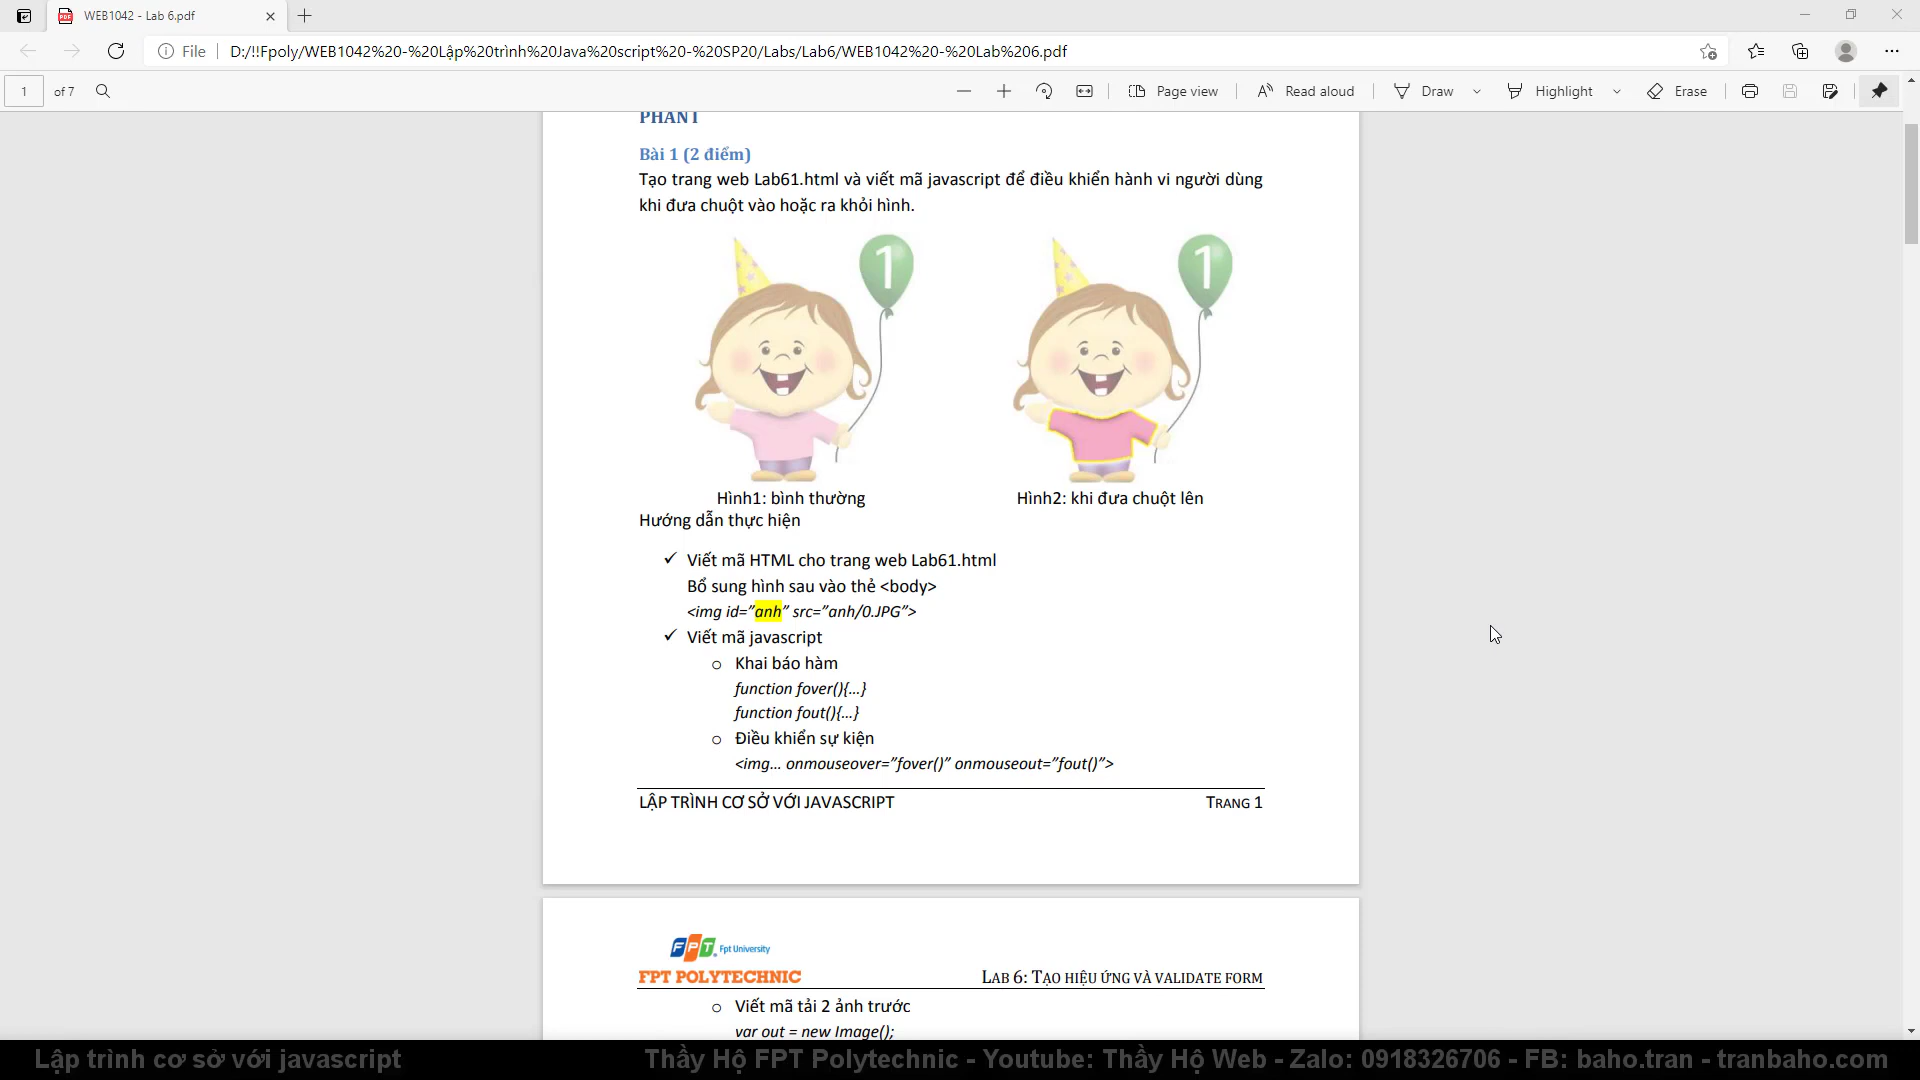 WEB1042 - Lab 6.pdf
File
D:/!!Fpoly/WEB1042%20-%20Lập%20trình%20Java%20script%20-%20SP20/Labs/Lab6/WEB1042%20-%20Lab%206.pdf
1 of 7
Page view
Read aloud
Draw
Highlight
Erase
PHẦN I
Bài 1 (2 điểm)
Tạo trang web Lab61.html và viết mã javascript để điều khiển hành vi người dùng
khi đưa chuột vào hoặc ra khỏi hình.
1
1
Hình1: bình thường
Hình2: khi đưa chuột lên
Hướng dẫn thực hiện
✓ Viết mã HTML cho trang web Lab61.html
Bổ sung hình sau vào thẻ <body>
<img id=”anh” src=”anh/0.JPG”>
✓ Viết mã javascript
o Khai báo hàm
function fover(){...}
function fout(){...}
o Điều khiển sự kiện
<img... onmouseover=”fover()” onmouseout=”fout()”>
LẬP TRÌNH CƠ SỞ VỚI JAVASCRIPT
TRANG 1
FPT Fpt University
FPT POLYTECHNIC
LAB 6: TẠO HIỆU ỨNG VÀ VALIDATE FORM
o Viết mã tải 2 ảnh trước
var out = new Image();
Lập trình cơ sở với javascript
Thầy Hộ FPT Polytechnic - Youtube: Thầy Hộ Web - Zalo: 0918326706 - FB: baho.tran - tranbaho.com